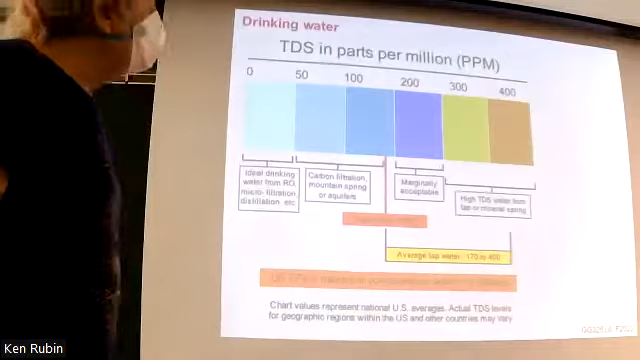 Drinking water
TDS in parts per million (PPM)
0 50 100 200 300 400
Ideal drinking
water from RO,
micro-filtration,
distillation, etc
Carbon filtration,
mountain spring
or aquifers
Marginally
acceptable
High TDS water from
tap or mineral spring
Average tap water : 170 to 400
US EPA's maximum
Chart values represent national U.S. averages. Actual TDS levels
for geographic regions within the US and other countries may vary
Ken Rubin